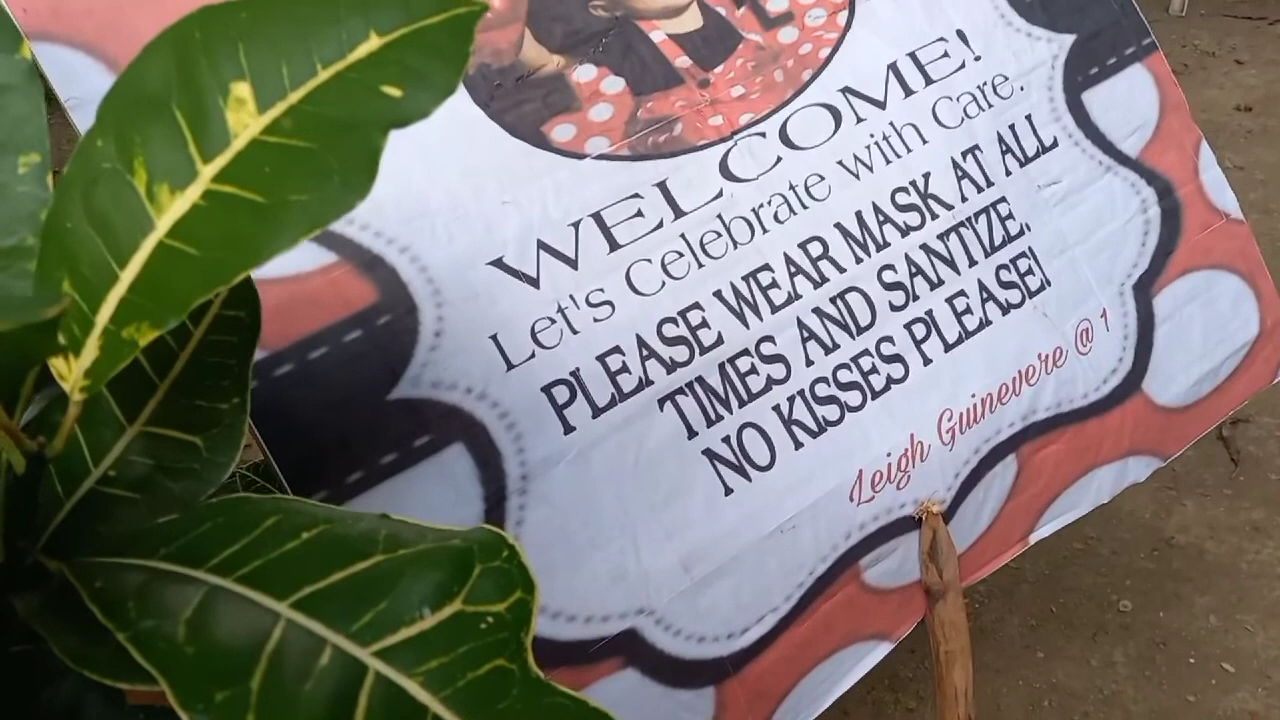 WELCOME!
Let's Celebrate with Care.
PLEASE WEAR MASK AT ALL
TIMES AND SANTIZE.
NO KISSES PLEASE!
Leigh Guinevere @ 1